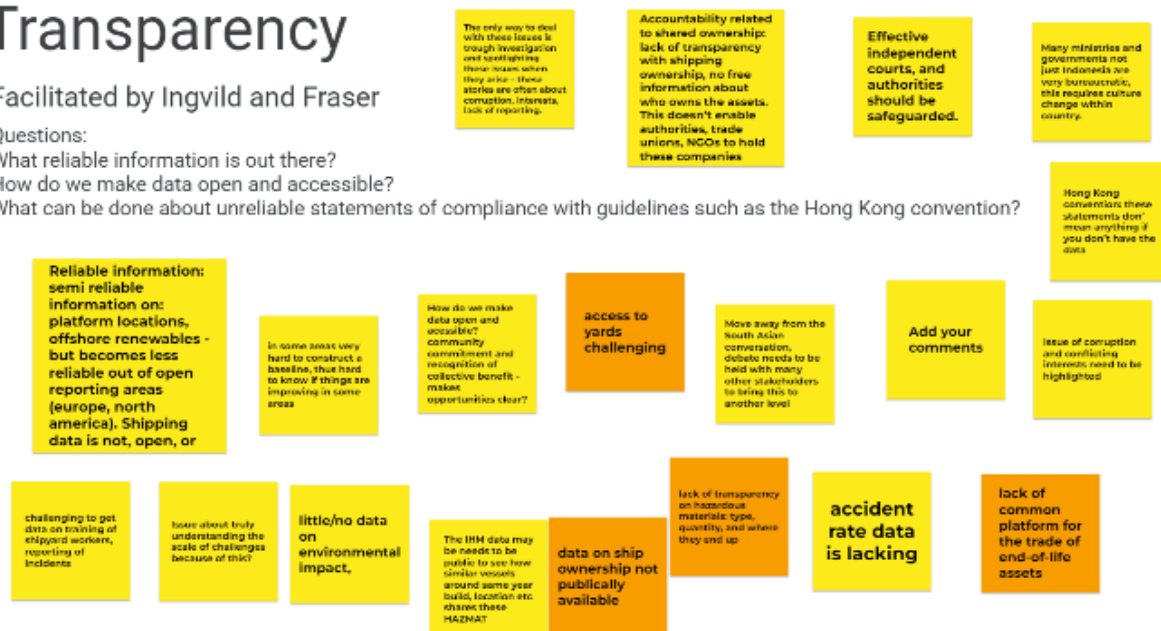 Transparency
Facilitated by Ingvild and Fraser
Questions:
What reliable information is out there?
How do we make data open and accessible?
What can be done about unreliable statements of compliance with guidelines such as the Hong Kong convention?
The only way to deal
with these issues is
trough investigation
and spotlighting
these issues when
they arise - these
stories are often about
corruption, interests,
lack of reporting.
Accountability related
to shared ownership:
lack of transparency
with shipping
ownership, no free
information about
who owns the assets.
This doesn't enable
authorities, trade
unions, NGOs to hold
these companies
Effective
independent
courts, and
authorities
should be
safeguarded.
Many ministries and
governments not
just Indonesia are
very bureaucratic,
this requires culture
change within
country.
Hong Kong
convention: these
statements don'
mean anything if
you don't have the
data
Reliable information:
semi reliable
information on:
platform locations,
offshore renewables -
but becomes less
reliable out of open
reporting areas
(europe, north
america). Shipping
data is not, open, or
in some areas very
hard to construct a
baseline, thus hard
to know if things are
improving in some
areas
How do we make
data open and
acessible?
community
commitment and
recognition of
collective benefit -
makes
opportunities clear?
access to
yards
challenging
Move away from the
South Asian
conversation,
debate needs to be
held with many
other stakeholders
to bring this to
another level
Add your
comments
Issue of corruption
and conflicting
interests need to be
highlighted
challenging to get
data on training of
shipyard workers,
reporting of
incidents
Issue about truly
understanding the
scale of challenges
because of this?
little/no data
on
environmental
impact,
The IHM data may
be needs to be
public to see how
similar vessels
around same year
build, location etc
shares these
HAZMAT
data on ship
ownership not
publically
available
lack of transparency
on hazardous
materials: type,
quantity, and where
they end up
accident
rate data
is lacking
lack of
common
platform for
the trade of
end-of-life
assets